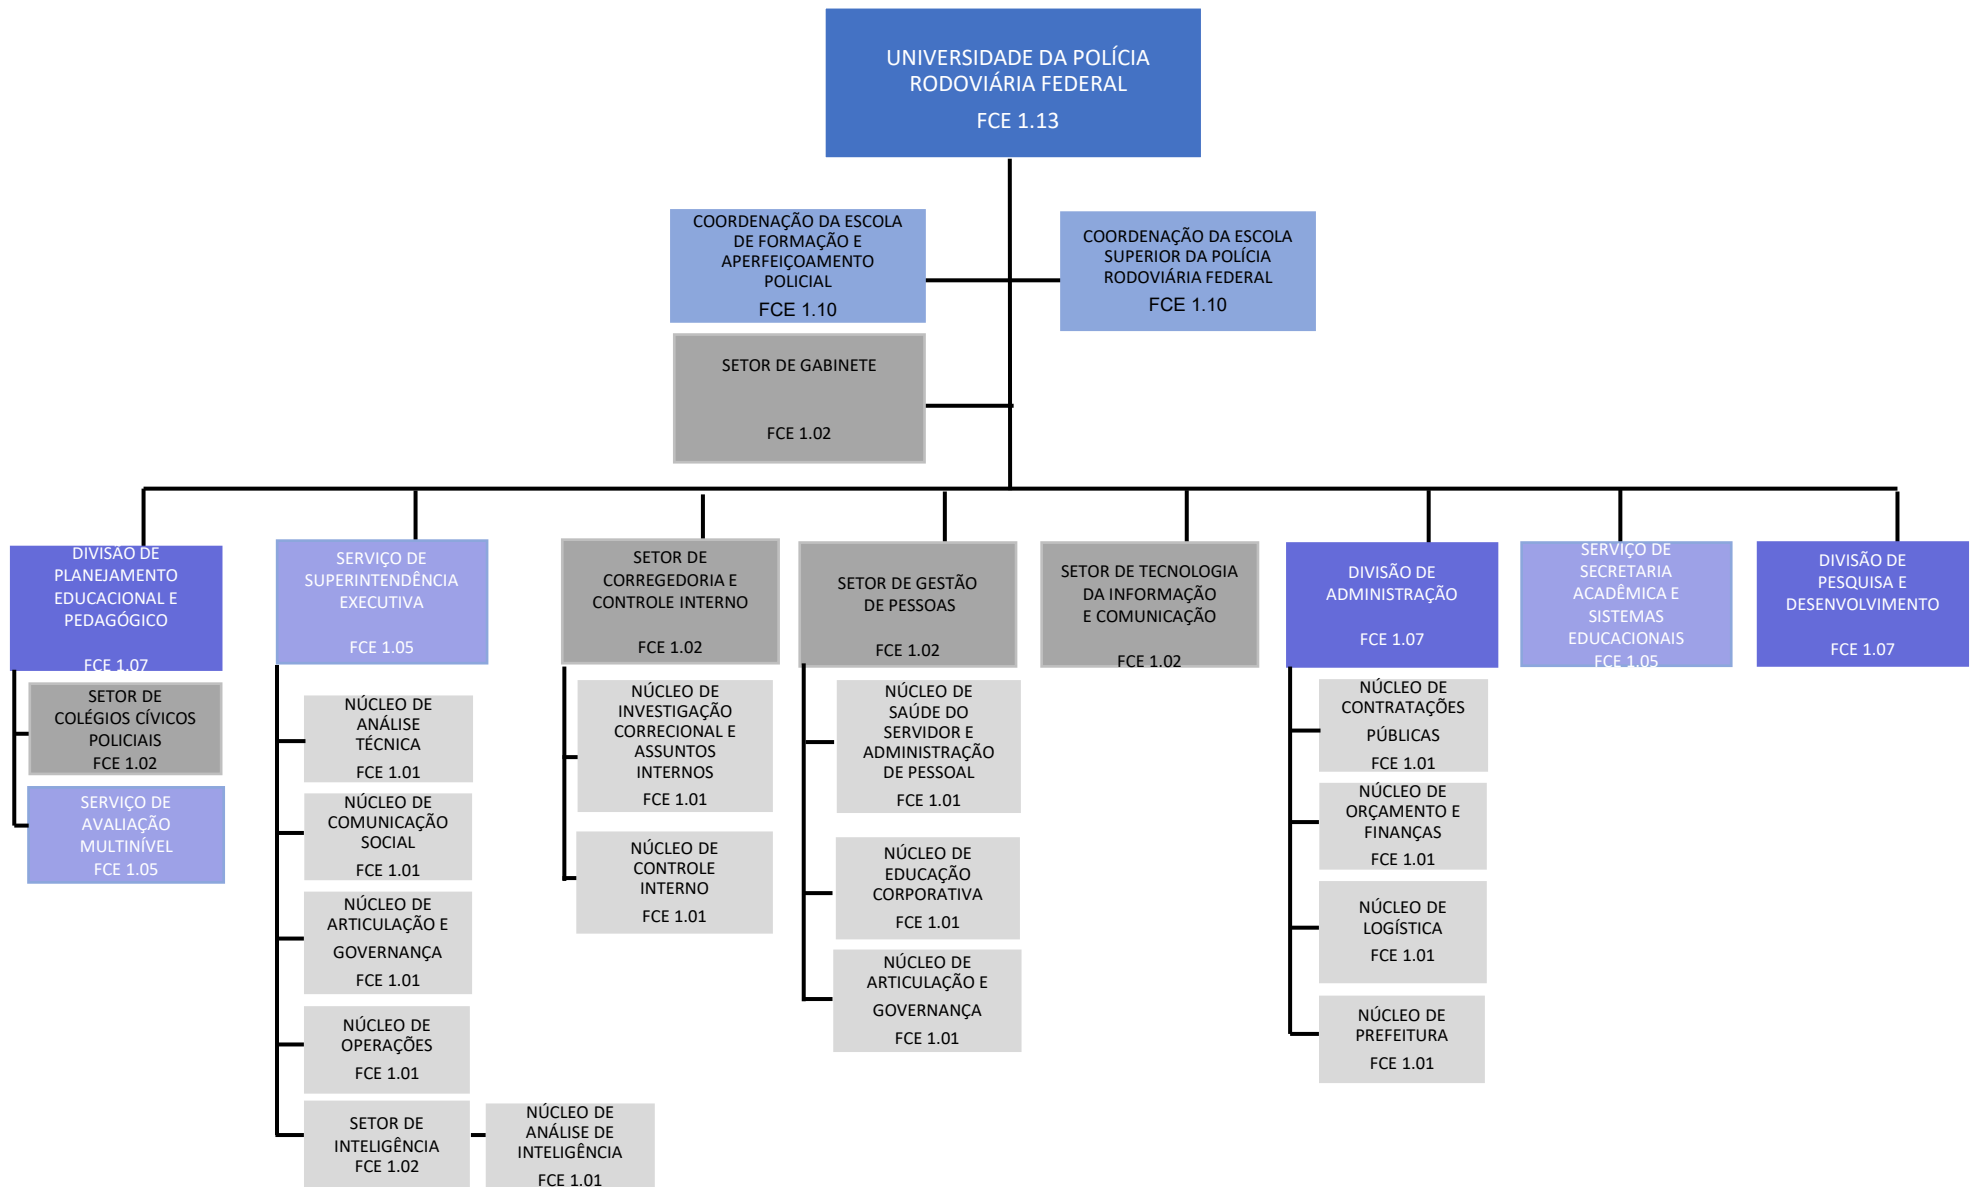 UNIVERSIDADE DA POLÍCIA
RODOVIÁRIA FEDERAL
FCE 1.13
COORDENAÇÃO DA ESCOLA
DE FORMAÇÃO E
APERFEIÇOAMENTO
POLICIAL
FCE 1.10
COORDENAÇÃO DA ESCOLA
SUPERIOR DA POLÍCIA
RODOVIÁRIA FEDERAL
FCE 1.10
SETOR DE GABINETE
FCE 1.02
DIVISÃO DE
PLANEJAMENTO
EDUCACIONAL E
PEDAGÓGICO
FCE 1.07
SETOR DE
COLÉGIOS CÍVICOS
POLICIAIS
FCE 1.02
SERVIÇO DE
AVALIAÇÃO
MULTINÍVEL
FCE 1.05
SERVIÇO DE
SUPERINTENDÊNCIA
EXECUTIVA
FCE 1.05
NÚCLEO DE
ANÁLISE
TÉCNICA
FCE 1.01
NÚCLEO DE
COMUNICAÇÃO
SOCIAL
FCE 1.01
NÚCLEO DE
ARTICULAÇÃO E
GOVERNANÇA
FCE 1.01
NÚCLEO DE
OPERAÇÕES
FCE 1.01
SETOR DE
INTELIGÊNCIA
FCE 1.02
NÚCLEO DE
ANÁLISE DE
INTELIGÊNCIA
FCE 1.01
SETOR DE
CORREGEDORIA E
CONTROLE INTERNO
FCE 1.02
NÚCLEO DE
INVESTIGAÇÃO
CORRECIONAL E
ASSUNTOS
INTERNOS
FCE 1.01
NÚCLEO DE
CONTROLE
INTERNO
FCE 1.01
SETOR DE GESTÃO
DE PESSOAS
FCE 1.02
NÚCLEO DE
SAÚDE DO
SERVIDOR E
ADMINISTRAÇÃO
DE PESSOAL
FCE 1.01
NÚCLEO DE
EDUCAÇÃO
CORPORATIVA
FCE 1.01
NÚCLEO DE
ARTICULAÇÃO E
GOVERNANÇA
FCE 1.01
SETOR DE TECNOLOGIA
DA INFORMAÇÃO
E COMUNICAÇÃO
FCE 1.02
DIVISÃO DE
ADMINISTRAÇÃO
FCE 1.07
NÚCLEO DE
CONTRATAÇÕES
PÚBLICAS
FCE 1.01
NÚCLEO DE
ORÇAMENTO E
FINANÇAS
FCE 1.01
NÚCLEO DE
LOGÍSTICA
FCE 1.01
NÚCLEO DE
PREFEITURA
FCE 1.01
SERVIÇO DE
SECRETARIA
ACADÊMICA E
SISTEMAS
EDUCACIONAIS
FCE 1.05
DIVISÃO DE
PESQUISA E
DESENVOLVIMENTO
FCE 1.07